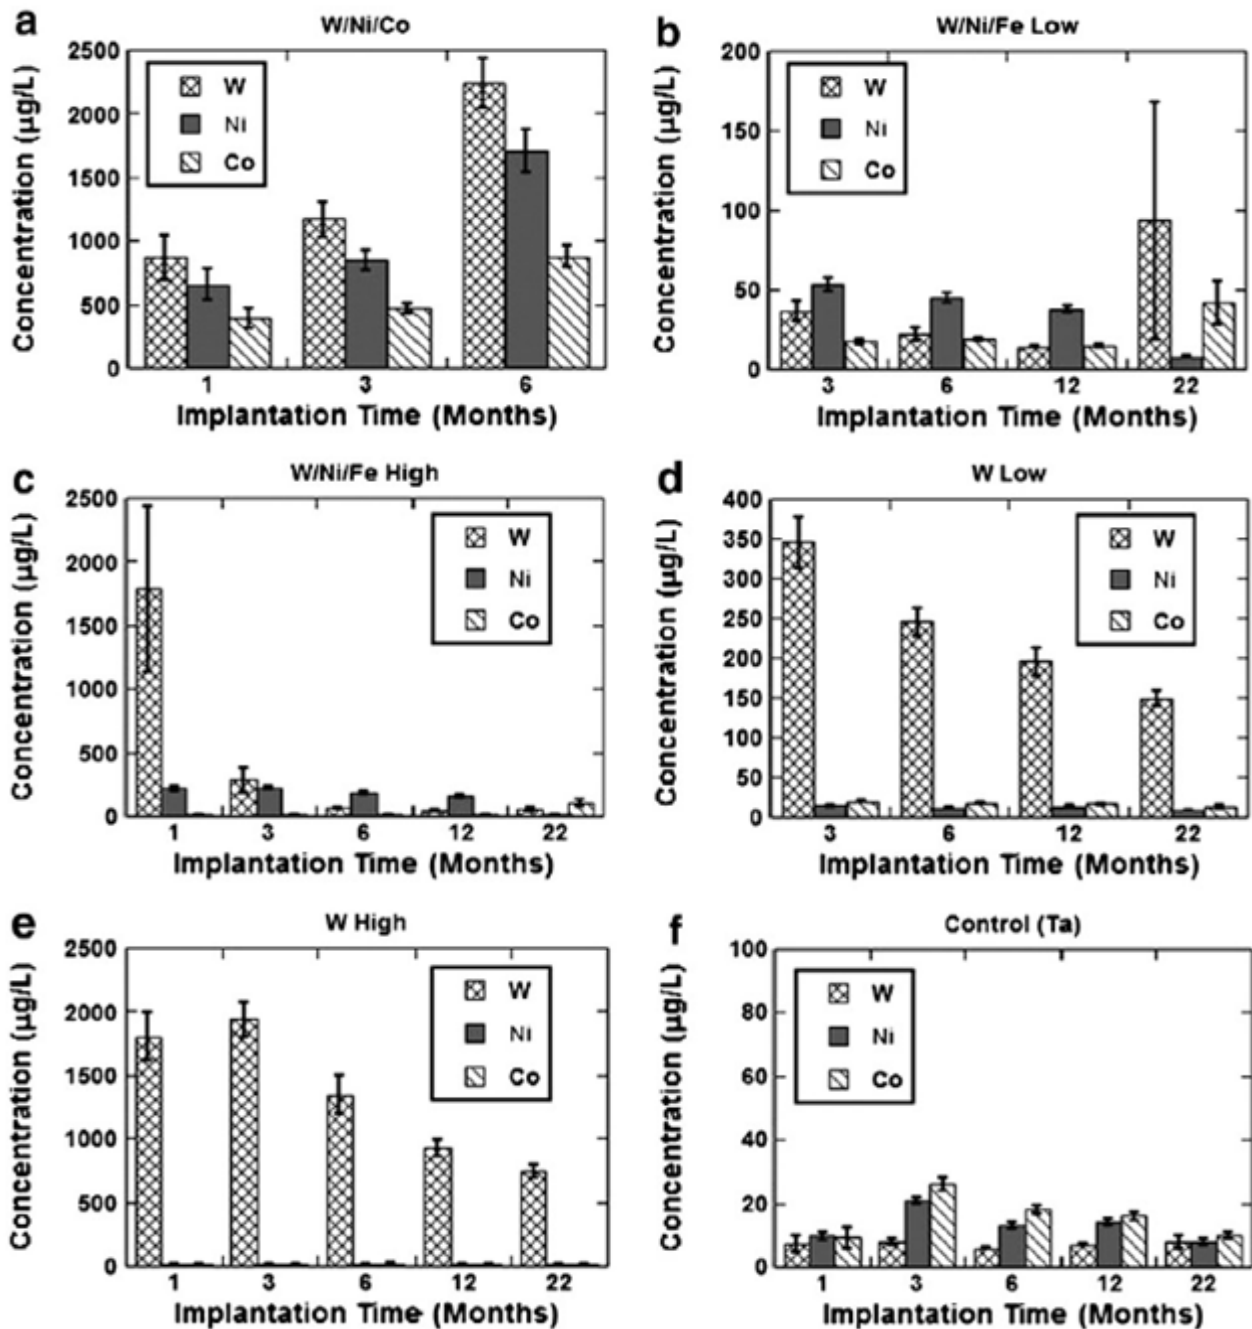 a
W/Ni/Co
Concentration (µg/L)
2500
2000
1500
1000
500
0
W
Ni
Co
1 3 6
Implantation Time (Months)
b
W/Ni/Fe Low
Concentration (µg/L)
200
150
100
50
0
W
Ni
Co
3 6 12 22
Implantation Time (Months)
c
W/Ni/Fe High
Concentration (µg/L)
2500
2000
1500
1000
500
0
W
Ni
Co
1 3 6 12 22
Implantation Time (Months)
d
W Low
Concentration (µg/L)
400
350
300
250
200
150
100
50
0
W
Ni
Co
3 6 12 22
Implantation Time (Months)
e
W High
Concentration (µg/L)
2500
2000
1500
1000
500
0
W
Ni
Co
1 3 6 12 22
Implantation Time (Months)
f
Control (Ta)
Concentration (µg/L)
100
80
60
40
20
0
W
Ni
Co
1 3 6 12 22
Implantation Time (Months)